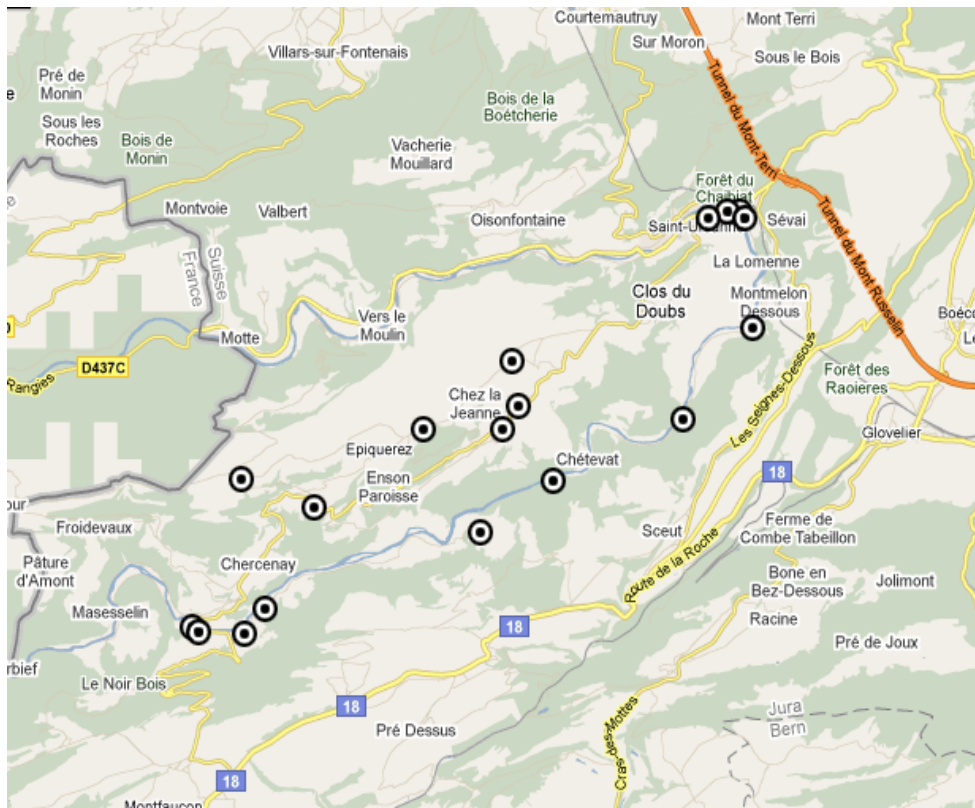 Courtemautruy
Mont Terri
Sur Moron
Villars-sur-Fontenais
Sous le Bois
Pré de
Monin
Tunnel du Mont-Terri
Bois de la
Boëtcherie
Sous les
Roches
Bois de
Monin
Vacherie
Mouillard
Forêt du
Chaibiat
Montvoie
Valbert
Oisonfontaine
Sévai
Tunnel du Mont Russelin
France
Suisse
La Lomenne
Clos du
Doubs
Montmelon
Dessous
Vers le
Moulin
Motte
Rangies
D437C
Les Seignes-Dessous
Forêt des
Raoieres
Chez la
Jeanne
Epiquerez
Glovelier
Chétevat
18
Enson
Paroisse
Froidevaux
Sceut
Ferme de
Combe Tabeillon
Pâture
d'Amont
Chercenay
Route de la Roche
Bone en
Bez-Dessous
Jolimont
Masesselin
18
Racine
Pré de Joux
Le Noir Bois
18
Pré Dessus
Cras-des-Mottes
Jura
Bern
18
Montfaucon